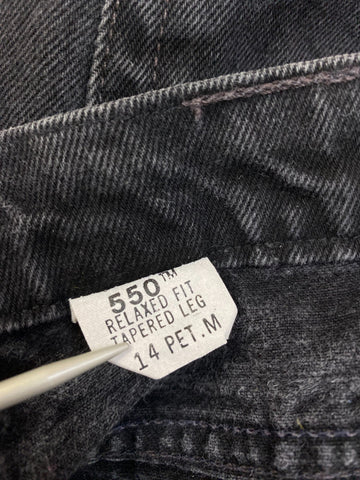 550™
RELAXED FIT
TAPERED LEG
14 PET.M